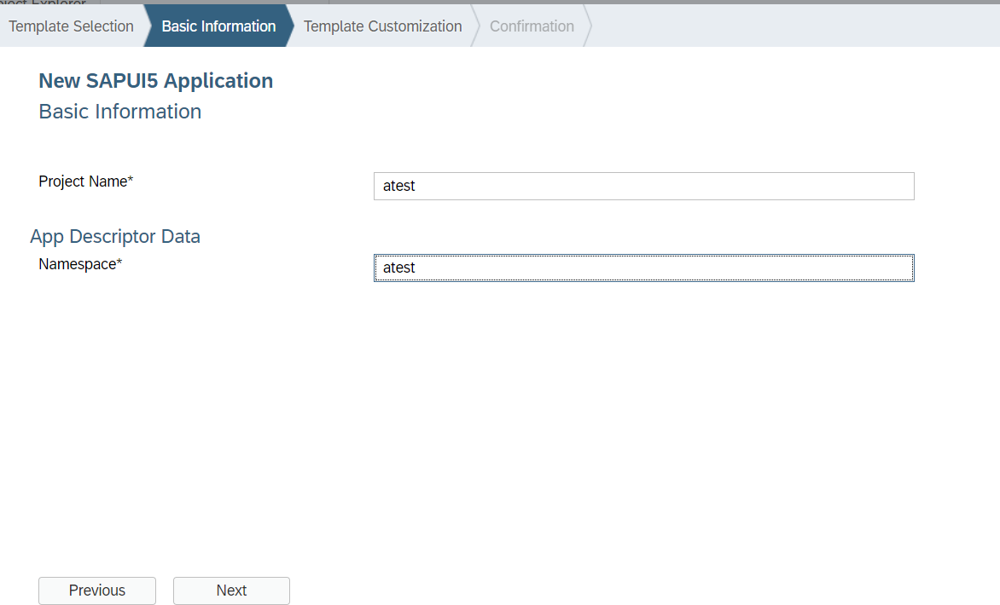 Template Selection Basic Information Template Customization Confirmation
New SAPUI5 Application
Basic Information
Project Name* atest
App Descriptor Data
Namespace* atest
Previous Next